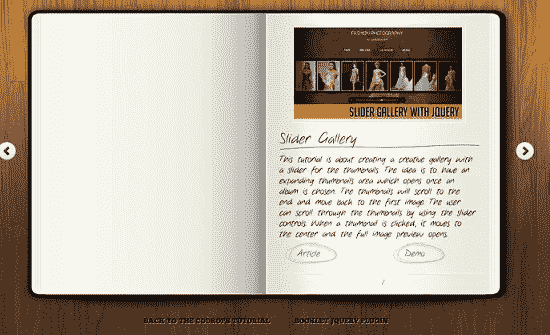 FASHION PHOTOGRAPHY
SLIDER GALLERY WITH JQUERY
Slider Gallery
This tutorial is about creating a creative gallery with
a slider for the thumbnails. The idea is to have an
expanding thumbnails area which opens once an
album is chosen. The thumbnails will scroll to the
end and move back to the first image. The user
can scroll through the thumbnails by using the slider
controls. When a thumbnail is clicked, it moves to
the center and the full image preview opens.
Article Demo
1
BACK TO THE CODROPS TUTORIAL BOOKLET JQUERY PLUGIN